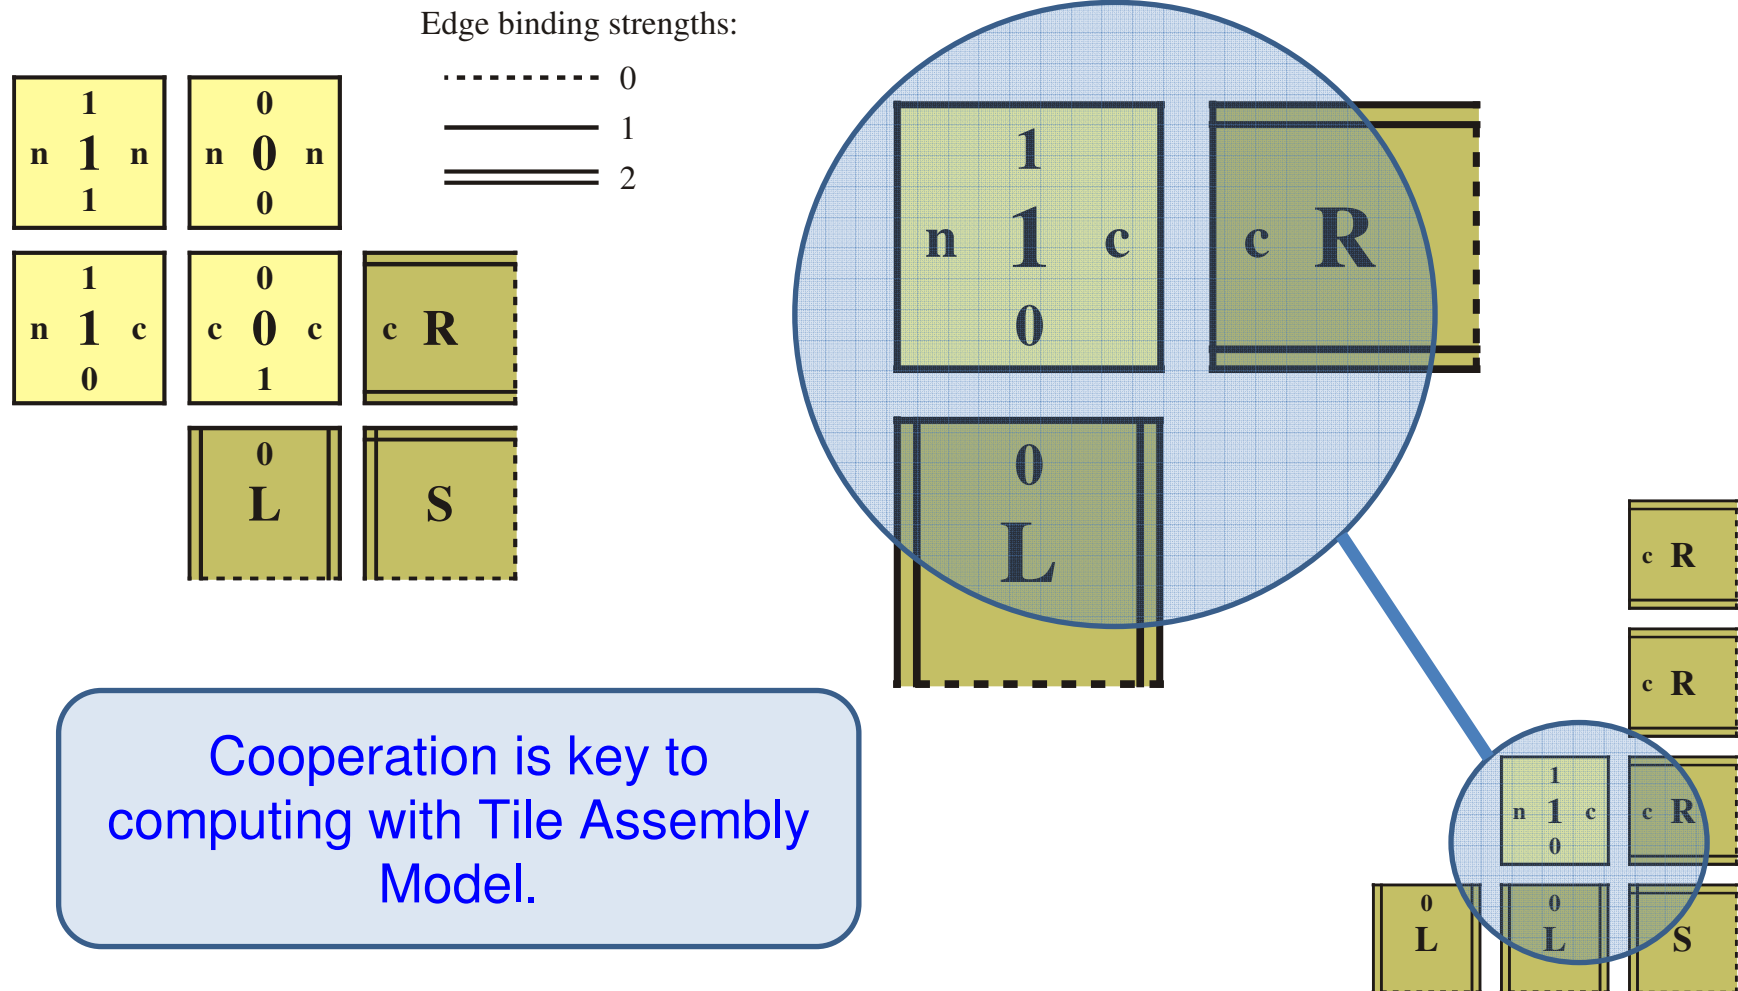 Edge binding strengths:
0
1
2
1
n 1 n
1
0
n 0 n
0
1
n 1 c
0
0
c 0 c
1
c R
0
L
S
1
n 1 c
0
c R
0
L
Cooperation is key to
computing with Tile Assembly
Model.
c R
c R
1
n 1 c
0
c R
0
L
0
L
S